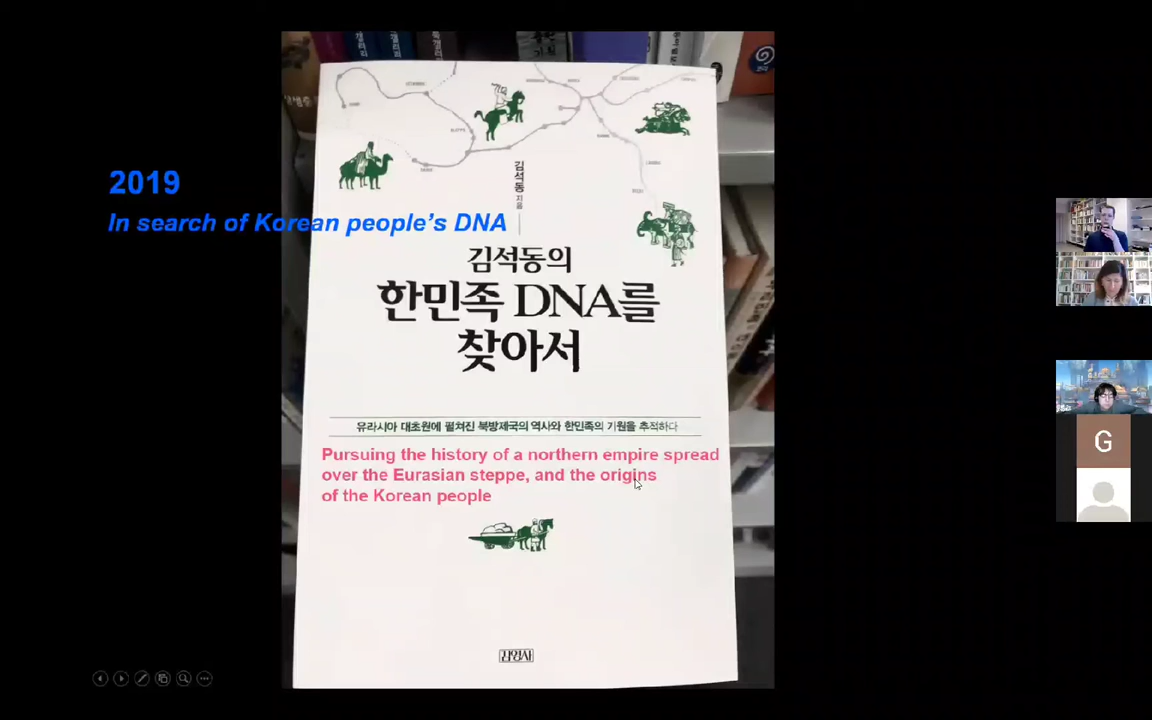 2019
In search of Korean people's DNA
김석동 지음
김석동의
한민족 DNA를
찾아서
유라시아 대초원에 펼쳐진 북방제국의 역사와 한민족의 기원을 추적하다
Pursuing the history of a northern empire spread
over the Eurasian steppe, and the origins
of the Korean people
김영사
G